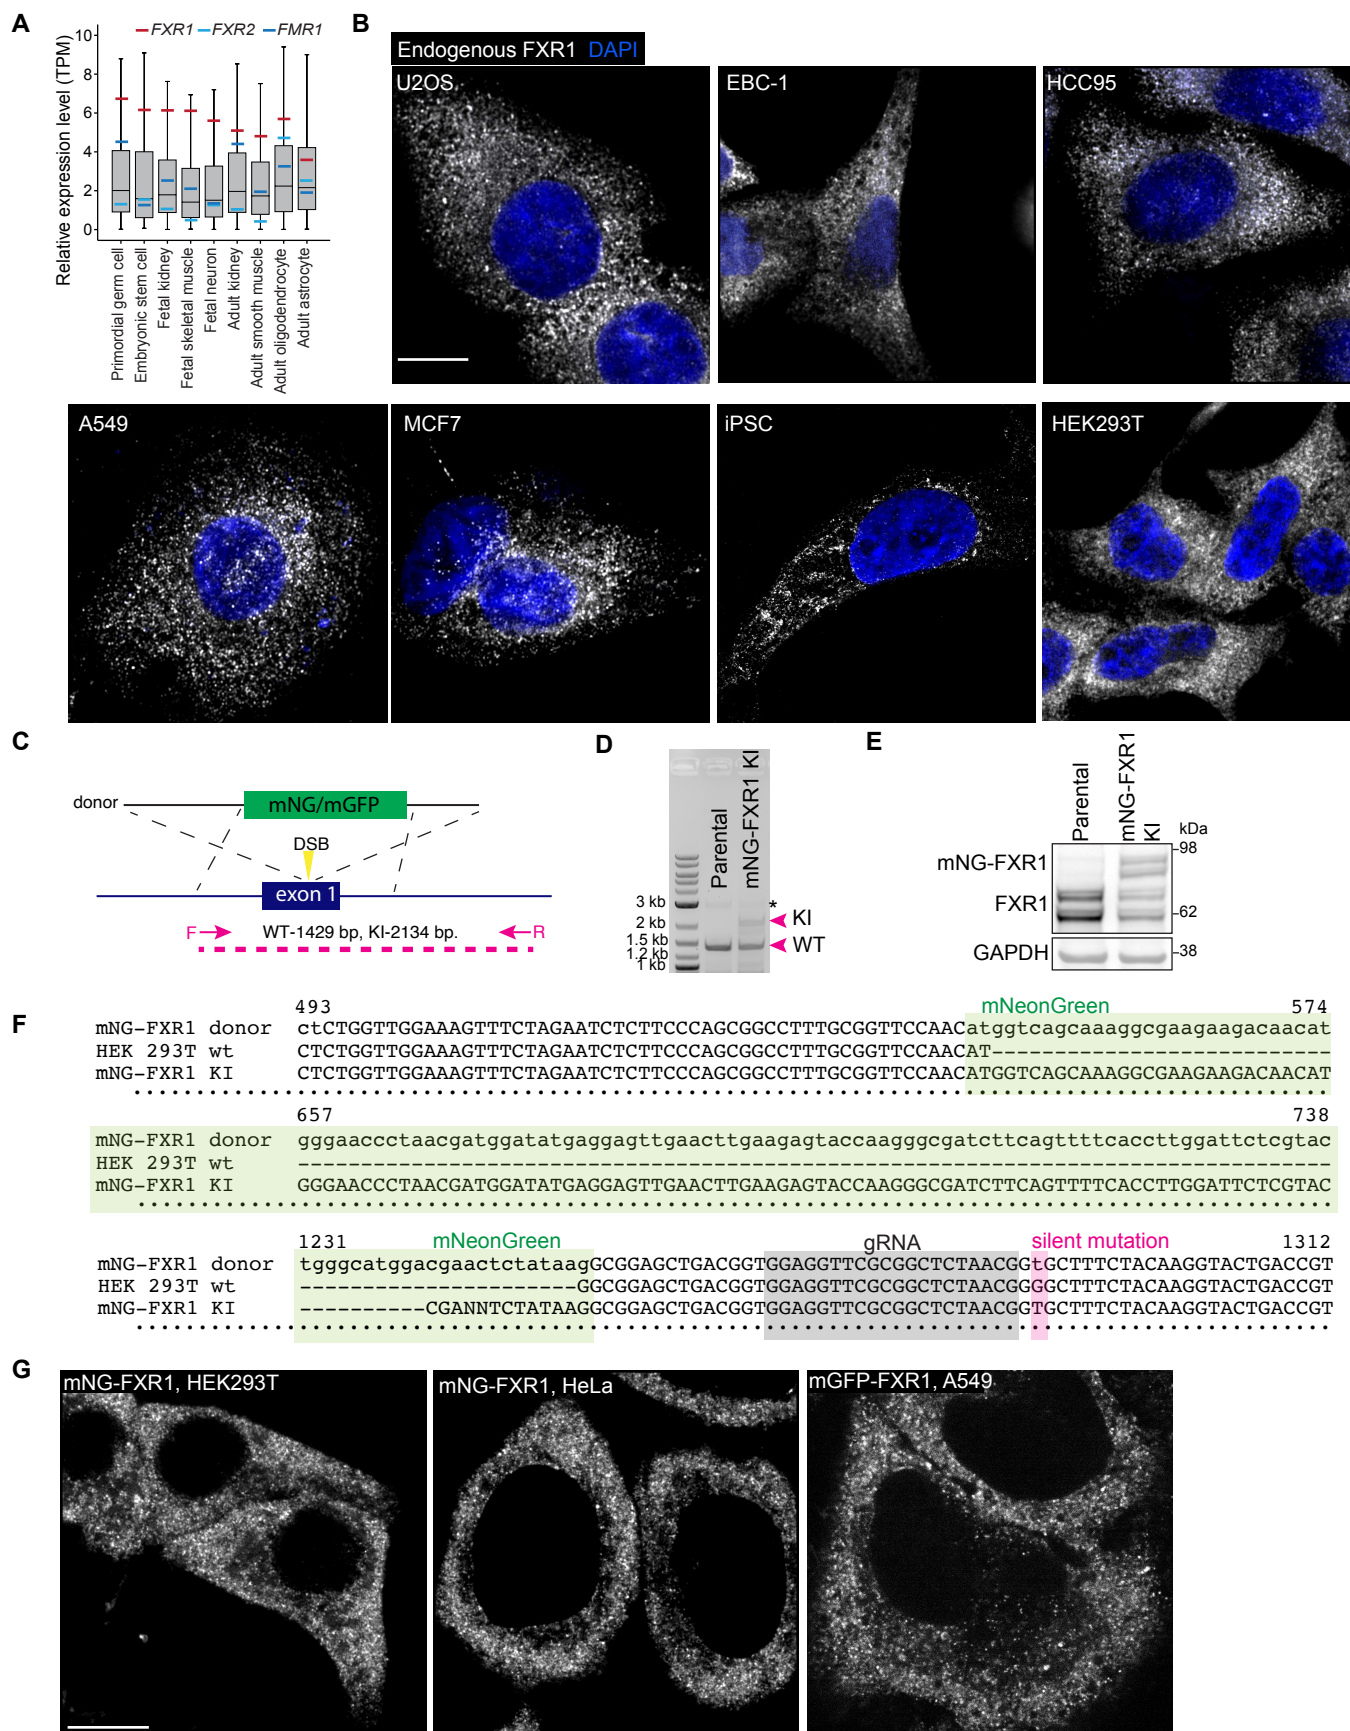 A
FXR1 FXR2 FMR1
Relative expression level (TPM)
10
8
6
4
2
0
Primordial germ cell
Embryonic stem cell
Fetal kidney
Fetal skeletal muscle
Fetal neuron
Adult kidney
Adult smooth muscle
Adult oligodendrocyte
Adult astrocyte
B
Endogenous FXR1 DAPI
U2OS
EBC-1
HCC95
A549
MCF7
iPSC
HEK293T
C
donor
mNG/mGFP
DSB
exon 1
F
WT-1429 bp, KI-2134 bp.
R
D
Parental
mNG-FXR1 KI
3 kb
2 kb
1.5 kb
1.2 kb
1 kb
*
KI
WT
E
Parental
mNG-FXR1 KI
kDa
mNG-FXR1
FXR1
GAPDH
98
62
38
F
493 mNeonGreen 574
mNG-FXR1 donor ctCTGGTTGGAAAGTTTCTAGAATCTCTTCCCAGCGGCCTTTGCGGTTCCAACatggtcagcaaaggcgaagaagacaacat
HEK 293T wt CTCTGGTTGGAAAGTTTCTAGAATCTCTTCCCAGCGGCCTTTGCGGTTCCAACAT---------------------------
mNG-FXR1 KI CTCTGGTTGGAAAGTTTCTAGAATCTCTTCCCAGCGGCCTTTGCGGTTCCAACATGGTCAGCAAAGGCGAAGAAGACAACAT
657 738
mNG-FXR1 donor gggaaccctaacgatggatatgaggagttgaacttgaagagtaccaagggcgatcttcagttttcaccttggattctcgtac
HEK 293T wt ----------------------------------------------------------------------------------
mNG-FXR1 KI GGGAACCCTAACGATGGATATGAGGAGTTGAACTTGAAGAGTACCAAGGGCGATCTTCAGTTTTCACCTTGGATTCTCGTAC
1231 mNeonGreen gRNA silent mutation 1312
mNG-FXR1 donor tgggcatggacgaactctataagGCGGAGCTGACGGTGGAGGTTCGCGGCTCTAACGGtGCTTTCTACAAGGTACTGACCGT
HEK 293T wt ----------------------GGCGGAGCTGACGGTGGAGGTTCGCGGCTCTAACGGGGCTTTCTACAAGGTACTGACCGT
mNG-FXR1 KI ----------CGANNTCTATAAGGCGGAGCTGACGGTGGAGGTTCGCGGCTCTAACGGTGCTTTCTACAAGGTACTGACCGT
G
mNG-FXR1, HEK293T
mNG-FXR1, HeLa
mGFP-FXR1, A549